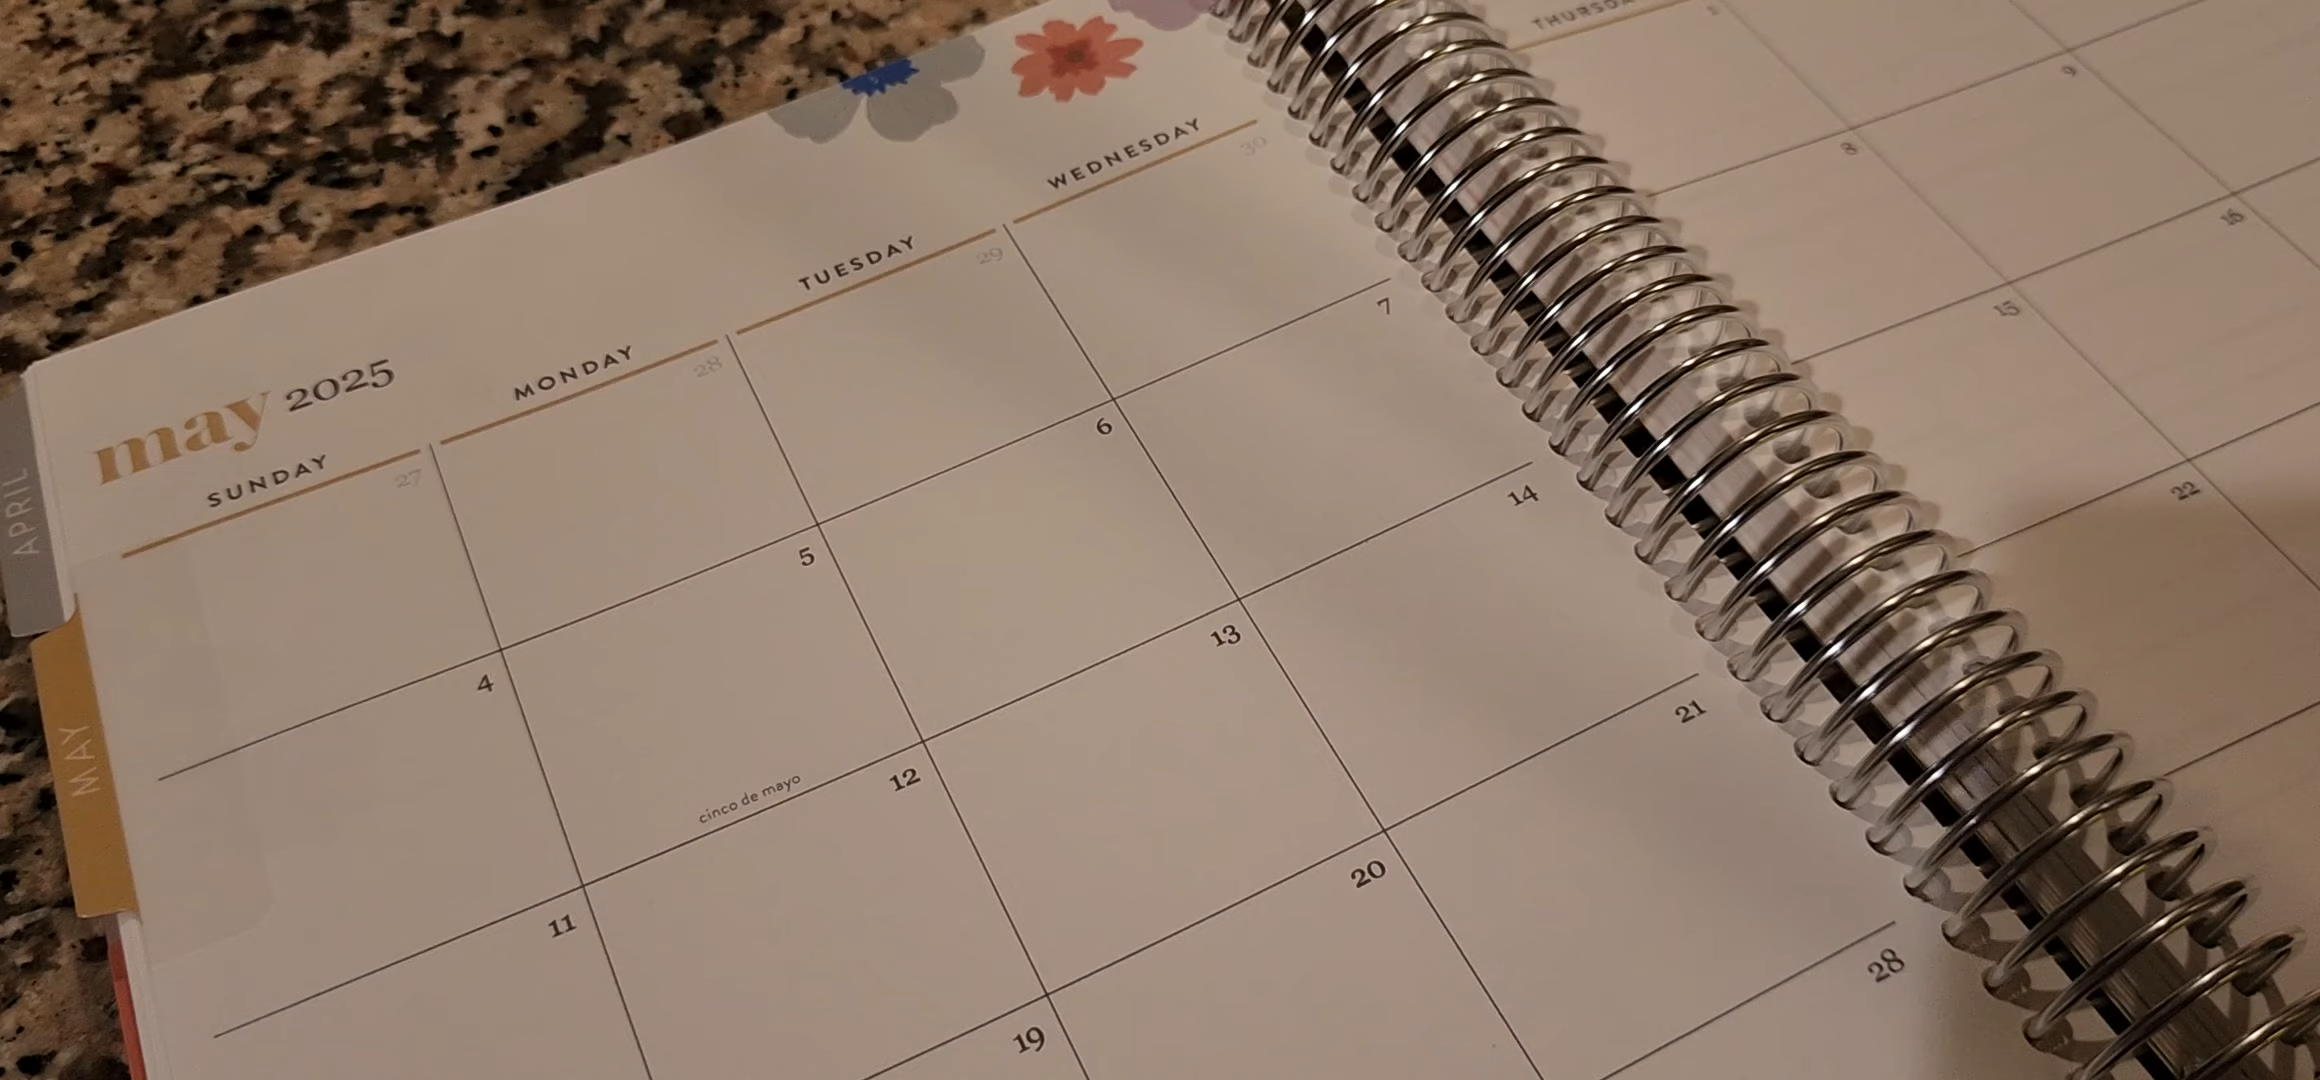 may 2025
SUNDAY MONDAY TUESDAY WEDNESDAY
27 28 29 30
4 5 6 7
cinco de mayo
11 12 13 14
19 20 21
28
1
8 9
15 16
22
APRIL
MAY